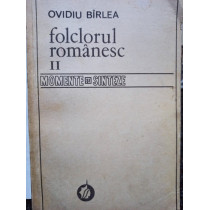 OVIDIU BÎRLEA
folclorul
românesc
II
MOMENTE ȘI SINTEZE